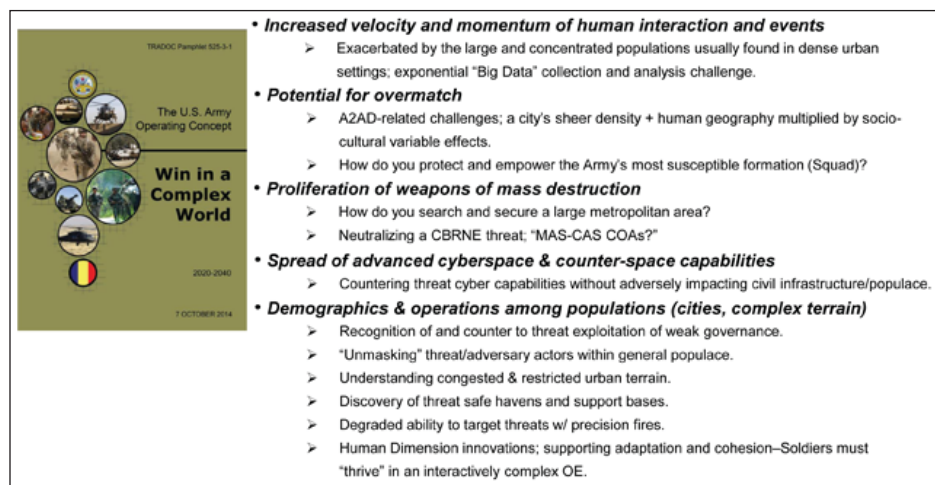 TRADOC Pamphlet 525-3-1
The U.S. Army
Operating Concept
Win in a
Complex
World
2020-2040
7 OCTOBER 2014
• Increased velocity and momentum of human interaction and events
➤ Exacerbated by the large and concentrated populations usually found in dense urban
settings; exponential “Big Data” collection and analysis challenge.
• Potential for overmatch
➤ A2AD-related challenges; a city’s sheer density + human geography multiplied by socio-
cultural variable effects.
➤ How do you protect and empower the Army’s most susceptible formation (Squad)?
• Proliferation of weapons of mass destruction
➤ How do you search and secure a large metropolitan area?
➤ Neutralizing a CBRNE threat; “MAS-CAS COAs?”
• Spread of advanced cyberspace & counter-space capabilities
➤ Countering threat cyber capabilities without adversely impacting civil infrastructure/populace.
• Demographics & operations among populations (cities, complex terrain)
➤ Recognition of and counter to threat exploitation of weak governance.
➤ “Unmasking” threat/adversary actors within general populace.
➤ Understanding congested & restricted urban terrain.
➤ Discovery of threat safe havens and support bases.
➤ Degraded ability to target threats w/ precision fires.
➤ Human Dimension innovations; supporting adaptation and cohesion–Soldiers must
“thrive” in an interactively complex OE.